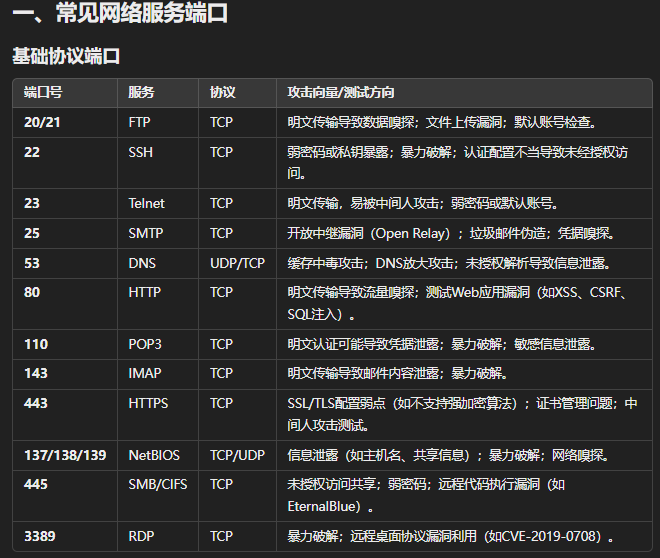 一、常见网络服务端口
基础协议端口
端口号 服务 协议 攻击向量/测试方向
20/21 FTP TCP 明文传输导致数据嗅探；文件上传漏洞；默认账号检查。
22 SSH TCP 弱密码或私钥暴露；暴力破解；认证配置不当导致未经授权访
问。
23 Telnet TCP 明文传输，易被中间人攻击；弱密码或默认账号。
25 SMTP TCP 开放中继漏洞（Open Relay）；垃圾邮件伪造；凭据嗅探。
53 DNS UDP/TCP 缓存中毒攻击；DNS放大攻击；未授权解析导致信息泄露。
80 HTTP TCP 明文传输导致流量嗅探；测试Web应用漏洞（如XSS、CSRF、
SQL注入）。
110 POP3 TCP 明文认证可能导致凭据泄露；暴力破解；敏感信息泄露。
143 IMAP TCP 明文传输导致邮件内容泄露；暴力破解。
443 HTTPS TCP SSL/TLS配置弱点（如不支持强加密算法）；证书管理问题；中
间人攻击测试。
137/138/139 NetBIOS TCP/UDP 信息泄露（如主机名、共享信息）；暴力破解；网络嗅探。
445 SMB/CIFS TCP 未授权访问共享；弱密码；远程代码执行漏洞（如
EternalBlue）。
3389 RDP TCP 暴力破解；远程桌面协议漏洞利用（如CVE-2019-0708）。